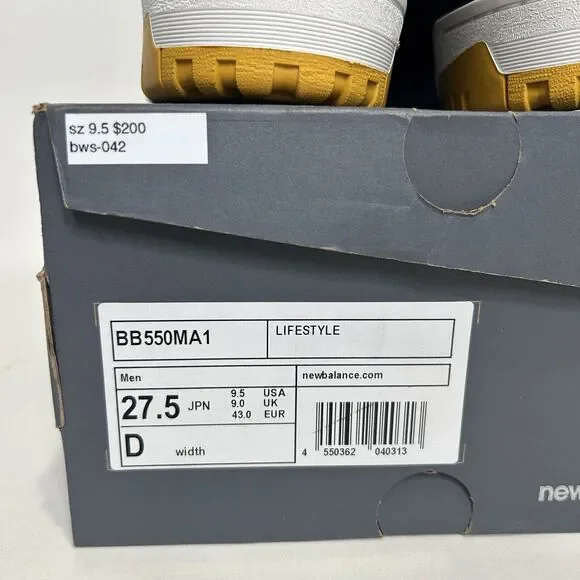 sz 9.5 $200
bws-042
BB550MA1
LIFESTYLE
Men
newbalance.com
27.5 JPN
9.5 USA
9.0 UK
43.0 EUR
D width
4 550362 040313
new